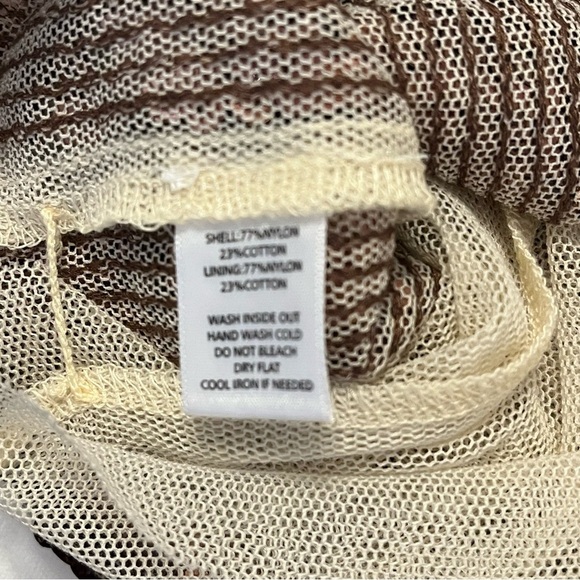 SHELL:77%NYLON
23%COTTON
LINING:77%NYLON
23%COTTON
WASH INSIDE OUT
HAND WASH COLD
DO NOT BLEACH
DRY FLAT
COOL IRON IF NEEDED